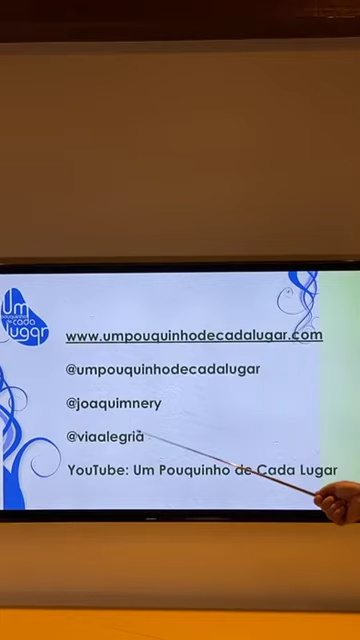 Um
pouquinho
de cada
lugar
www.umpouquinhodecadalugar.com
@umpouquinhodecadalugar
@joaquimnery
@viaalegria
YouTube: Um Pouquinho de Cada Lugar